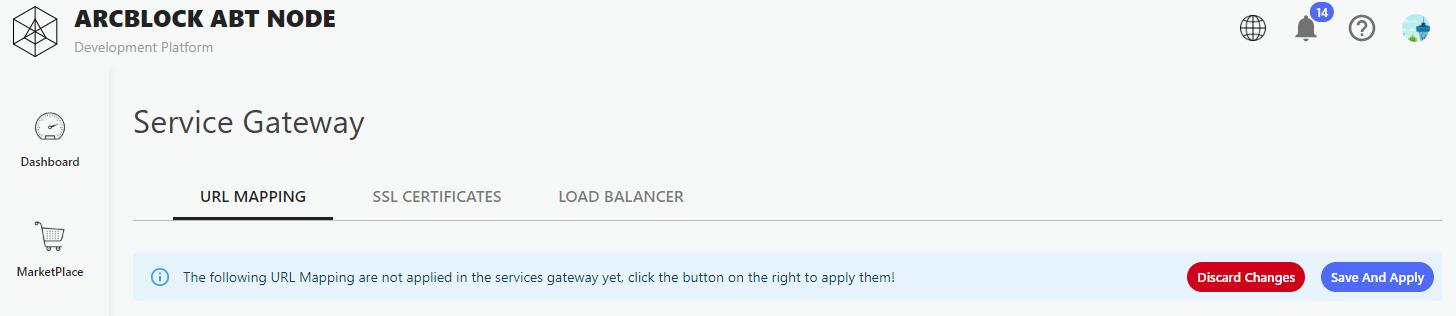 ARCBLOCK ABT NODE
Development Platform
14
Dashboard
MarketPlace
Service Gateway
URL MAPPING SSL CERTIFICATES LOAD BALANCER
The following URL Mapping are not applied in the services gateway yet, click the button on the right to apply them! Discard Changes Save And Apply